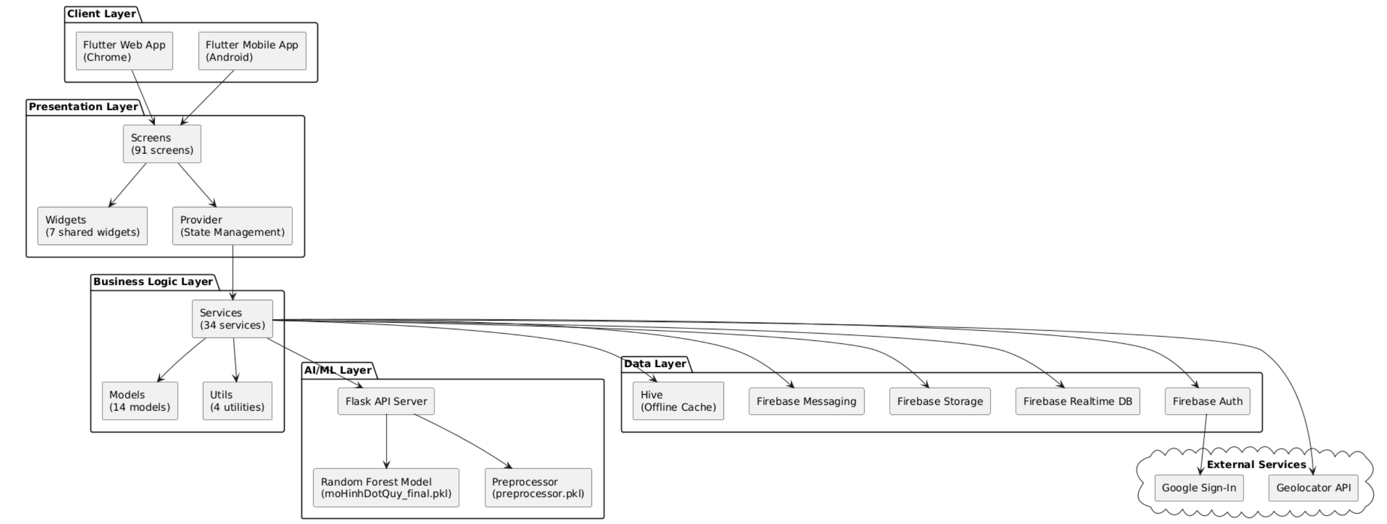 Client Layer
Flutter Web App
(Chrome)
Flutter Mobile App
(Android)
Presentation Layer
Screens
(91 screens)
Widgets
(7 shared widgets)
Provider
(State Management)
Business Logic Layer
Services
(34 services)
Models
(14 models)
Utils
(4 utilities)
AI/ML Layer
Flask API Server
Random Forest Model
(moHinhDotQuy_final.pkl)
Preprocessor
(preprocessor.pkl)
Data Layer
Hive
(Offline Cache)
Firebase Messaging
Firebase Storage
Firebase Realtime DB
Firebase Auth
External Services
Google Sign-In
Geolocator API